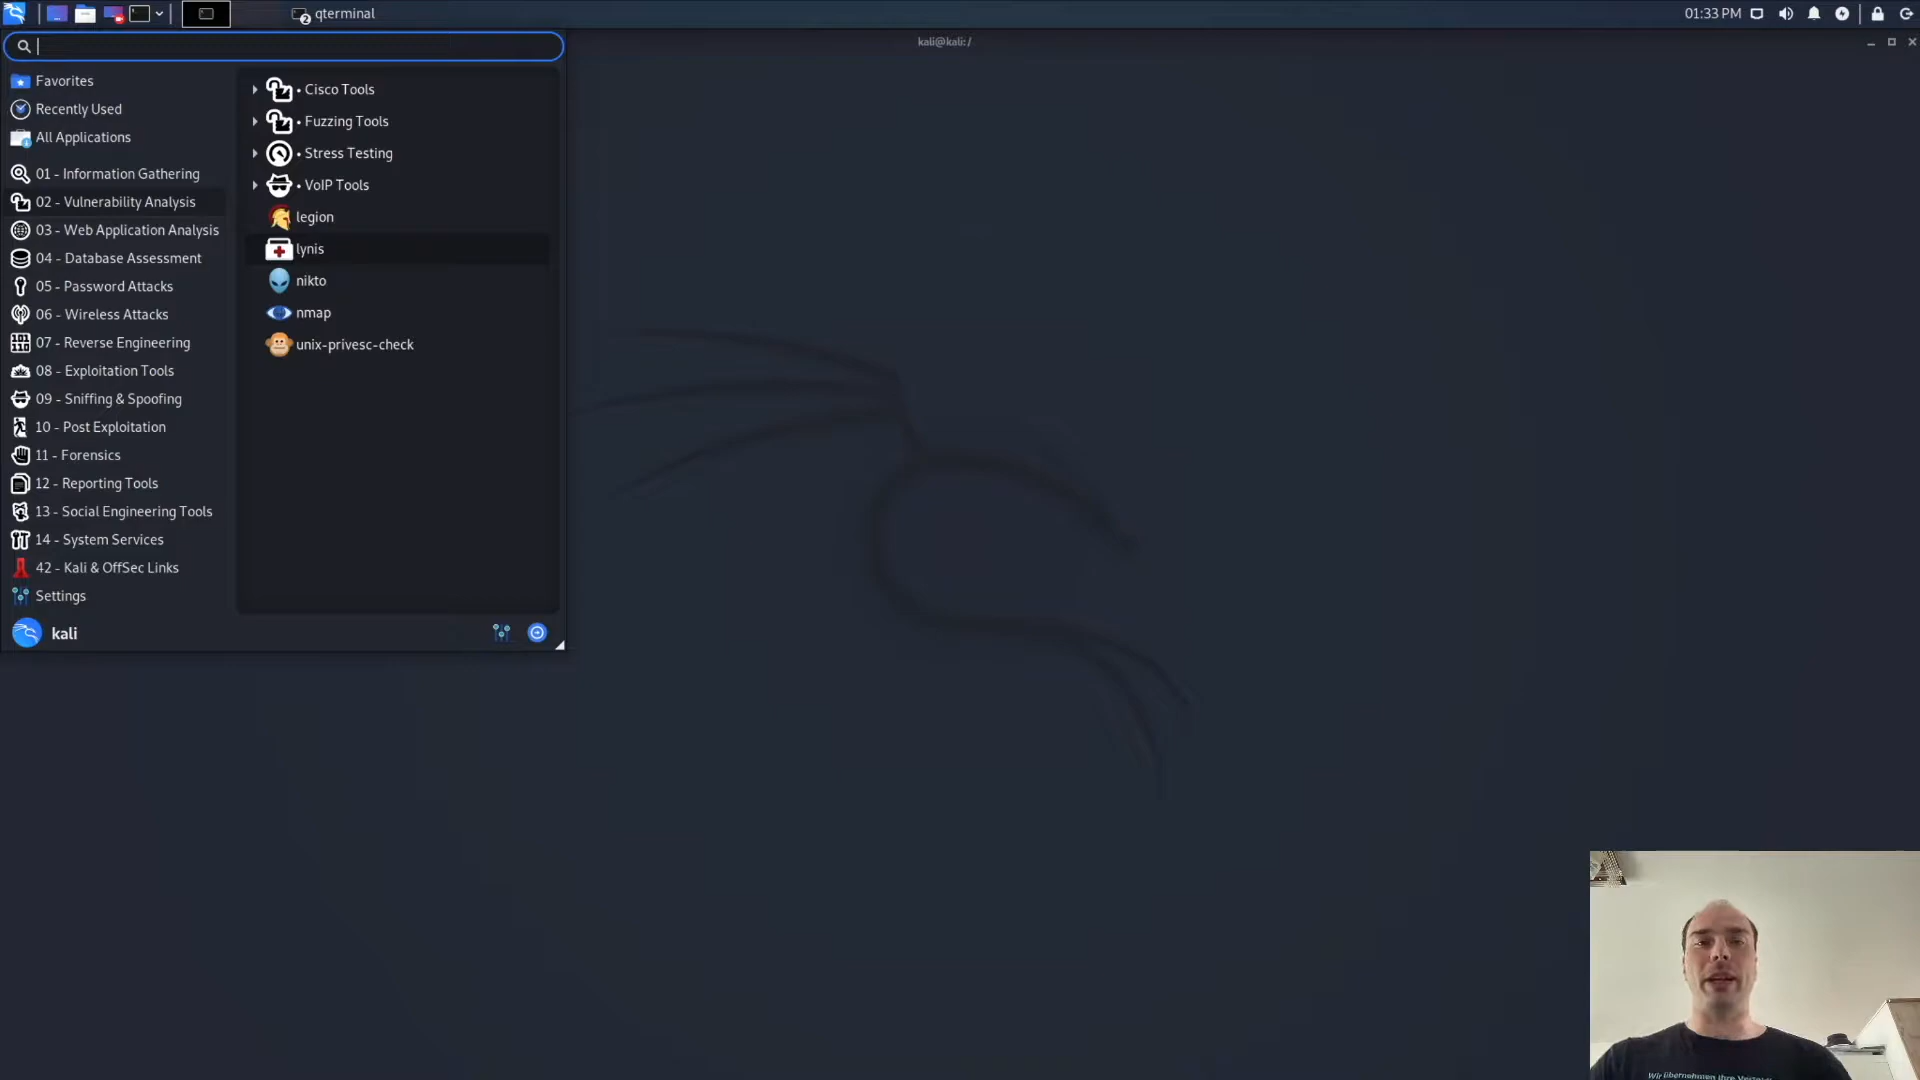 qterminal
01:33 PM
kali@kali:/
Favorites
Recently Used
All Applications
01 - Information Gathering
02 - Vulnerability Analysis
03 - Web Application Analysis
04 - Database Assessment
05 - Password Attacks
06 - Wireless Attacks
07 - Reverse Engineering
08 - Exploitation Tools
09 - Sniffing & Spoofing
10 - Post Exploitation
11 - Forensics
12 - Reporting Tools
13 - Social Engineering Tools
14 - System Services
42 - Kali & OffSec Links
Settings
kali
• Cisco Tools
• Fuzzing Tools
• Stress Testing
• VoIP Tools
legion
lynis
nikto
nmap
unix-privesc-check
Wir übernehmen Ihre